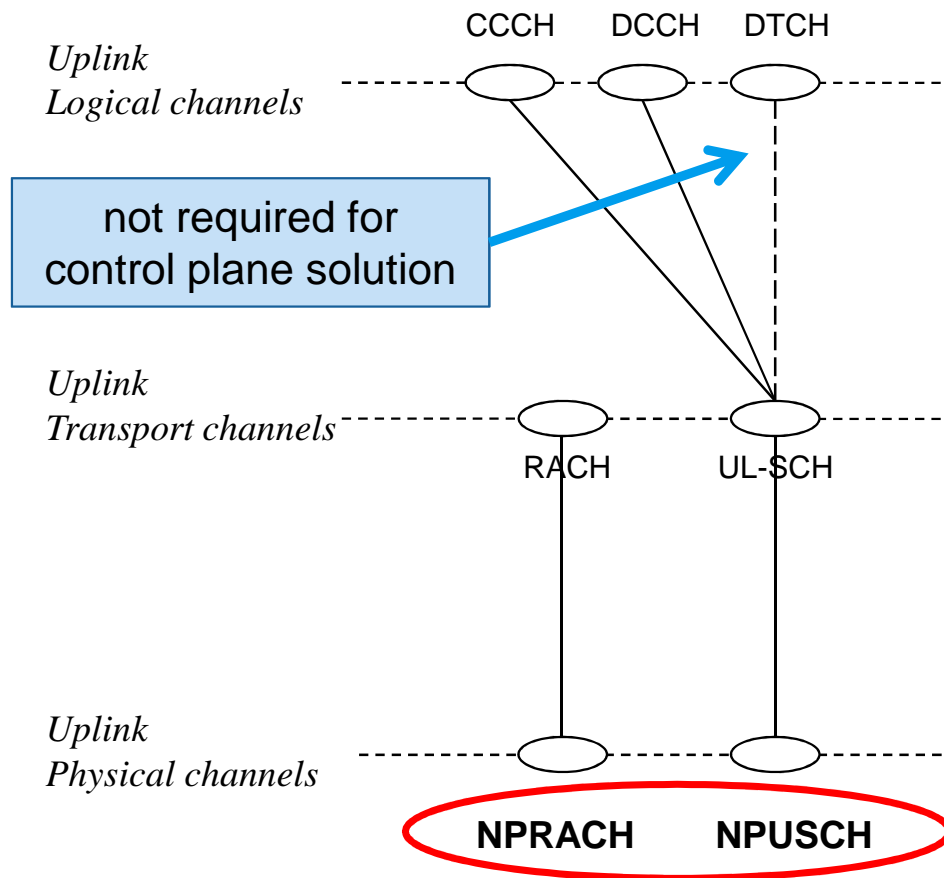 CCCH DCCH DTCH
Uplink
Logical channels
not required for
control plane solution
Uplink
Transport channels
RACH UL-SCH
Uplink
Physical channels
NPRACH NPUSCH